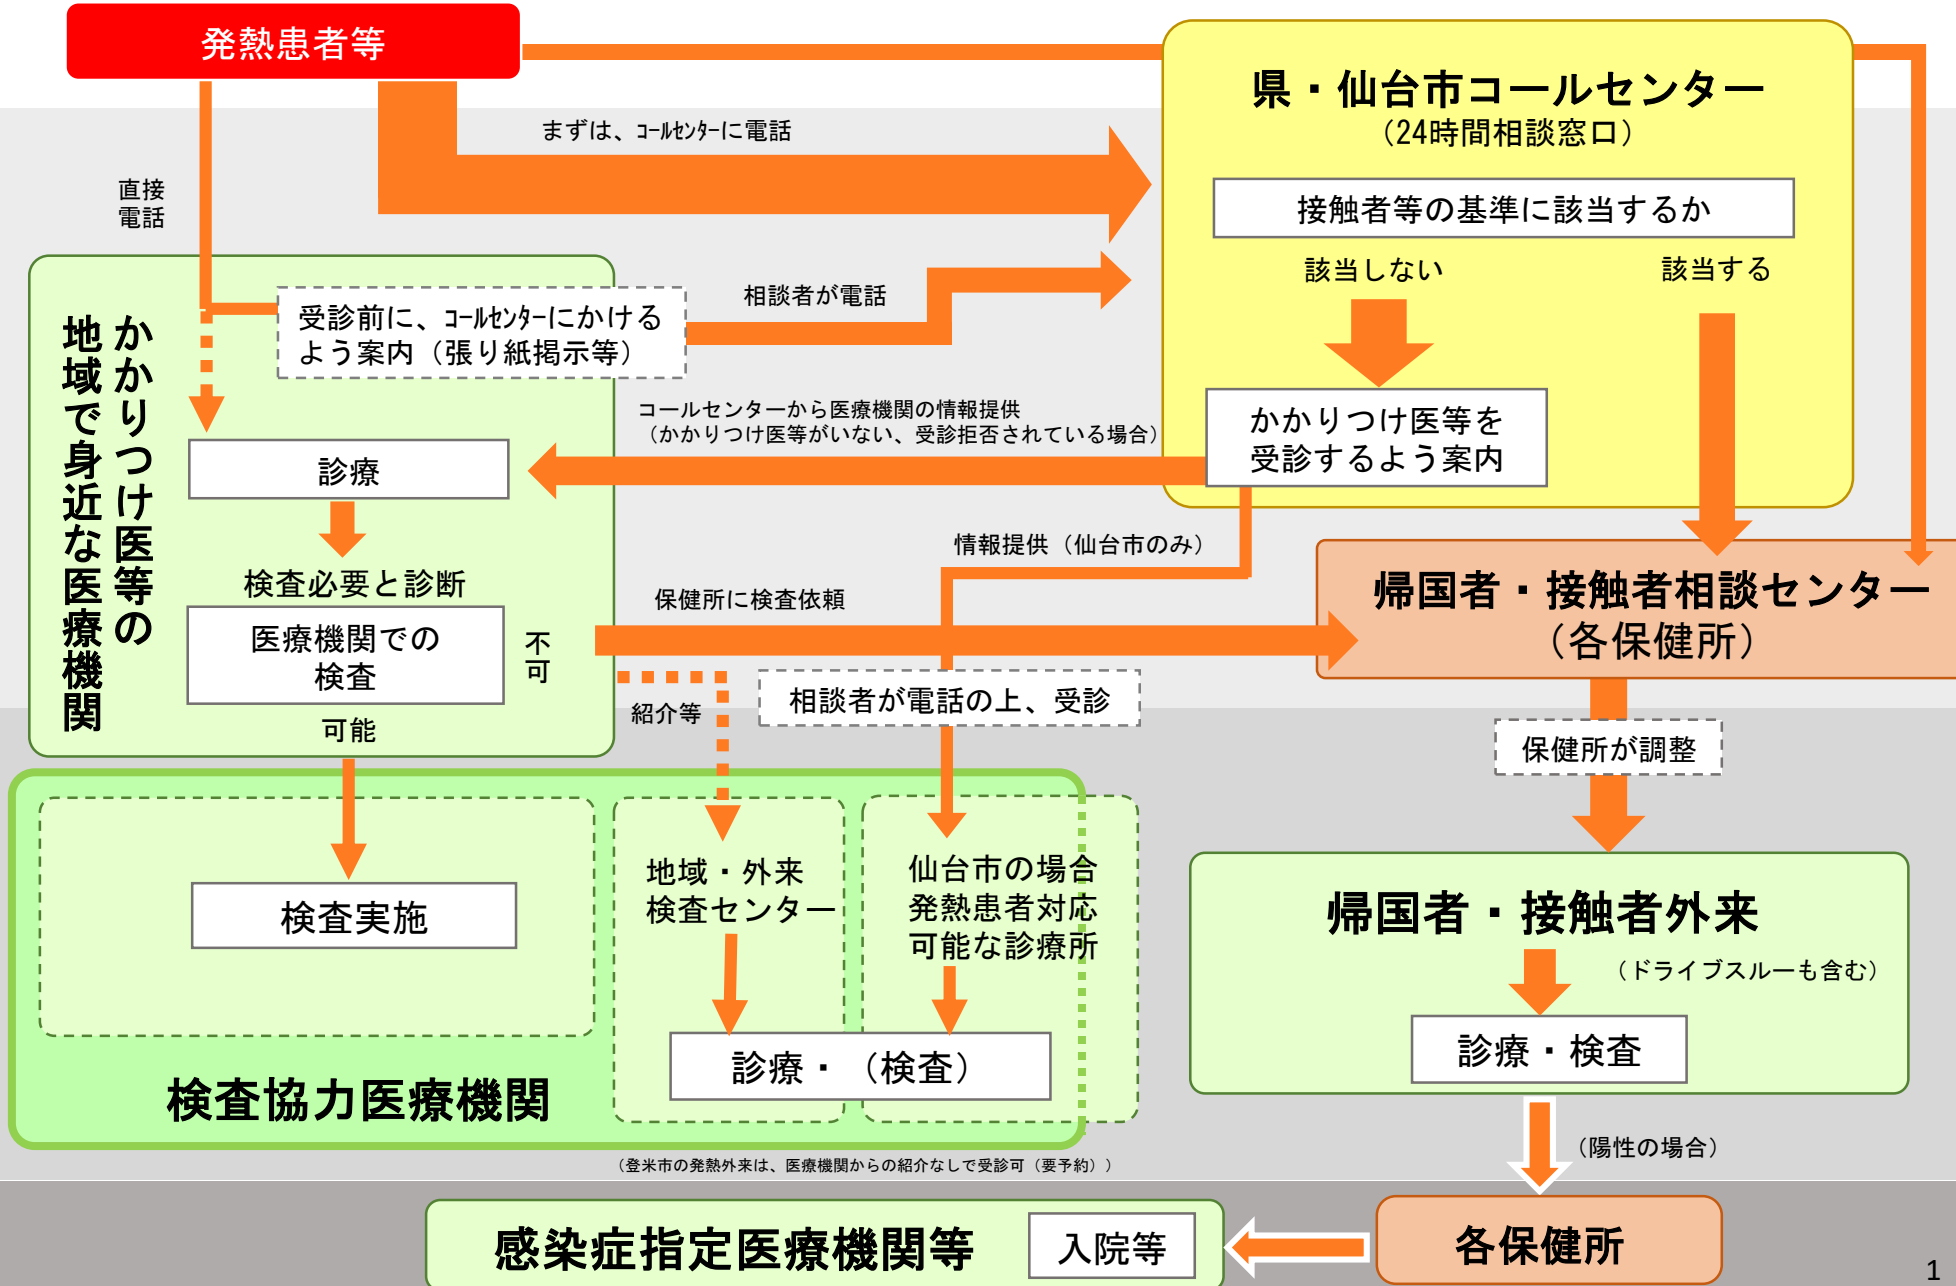 発熱患者等
県・仙台市コールセンター
（24時間相談窓口）
まずは、ｺｰﾙｾﾝﾀｰに電話
直接
電話
接触者等の基準に該当するか
該当しない
該当する
相談者が電話
受診前に、ｺｰﾙｾﾝﾀｰにかける
よう案内（張り紙掲示等）
かかりつけ医等の
地域で身近な医療機関
コールセンターから医療機関の情報提供
（かかりつけ医等がいない、受診拒否されている場合）
かかりつけ医等を
受診するよう案内
診療
検査必要と診断
情報提供（仙台市のみ）
保健所に検査依頼
医療機関での
検査
不
可
可能
帰国者・接触者相談センター
（各保健所）
紹介等
相談者が電話の上、受診
保健所が調整
検査実施
地域・外来
検査センター
仙台市の場合
発熱患者対応
可能な診療所
診療・（検査）
検査協力医療機関
帰国者・接触者外来
（ドライブスルーも含む）
診療・検査
（陽性の場合）
（登米市の発熱外来は、医療機関からの紹介なしで受診可（要予約））
感染症指定医療機関等
入院等
各保健所
1